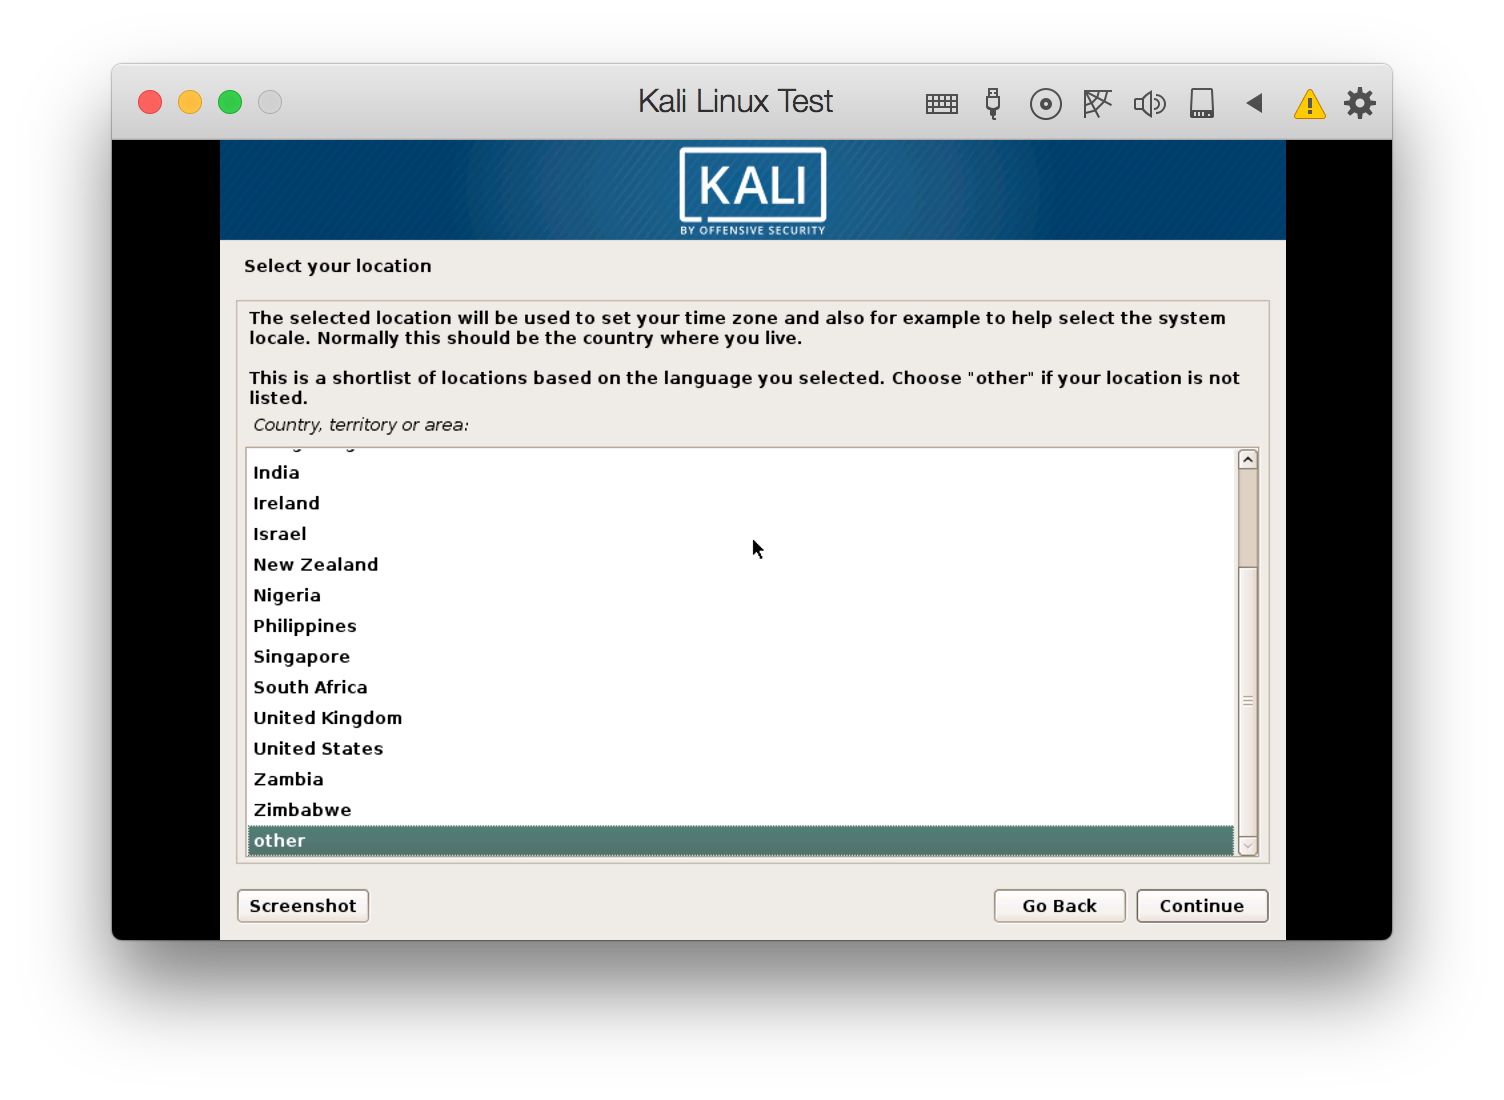 Kali Linux Test
KALI
BY OFFENSIVE SECURITY
Select your location
The selected location will be used to set your time zone and also for example to help select the system
locale. Normally this should be the country where you live.
This is a shortlist of locations based on the language you selected. Choose "other" if your location is not
listed.
Country, territory or area:
India
Ireland
Israel
New Zealand
Nigeria
Philippines
Singapore
South Africa
United Kingdom
United States
Zambia
Zimbabwe
other
Screenshot
Go Back
Continue